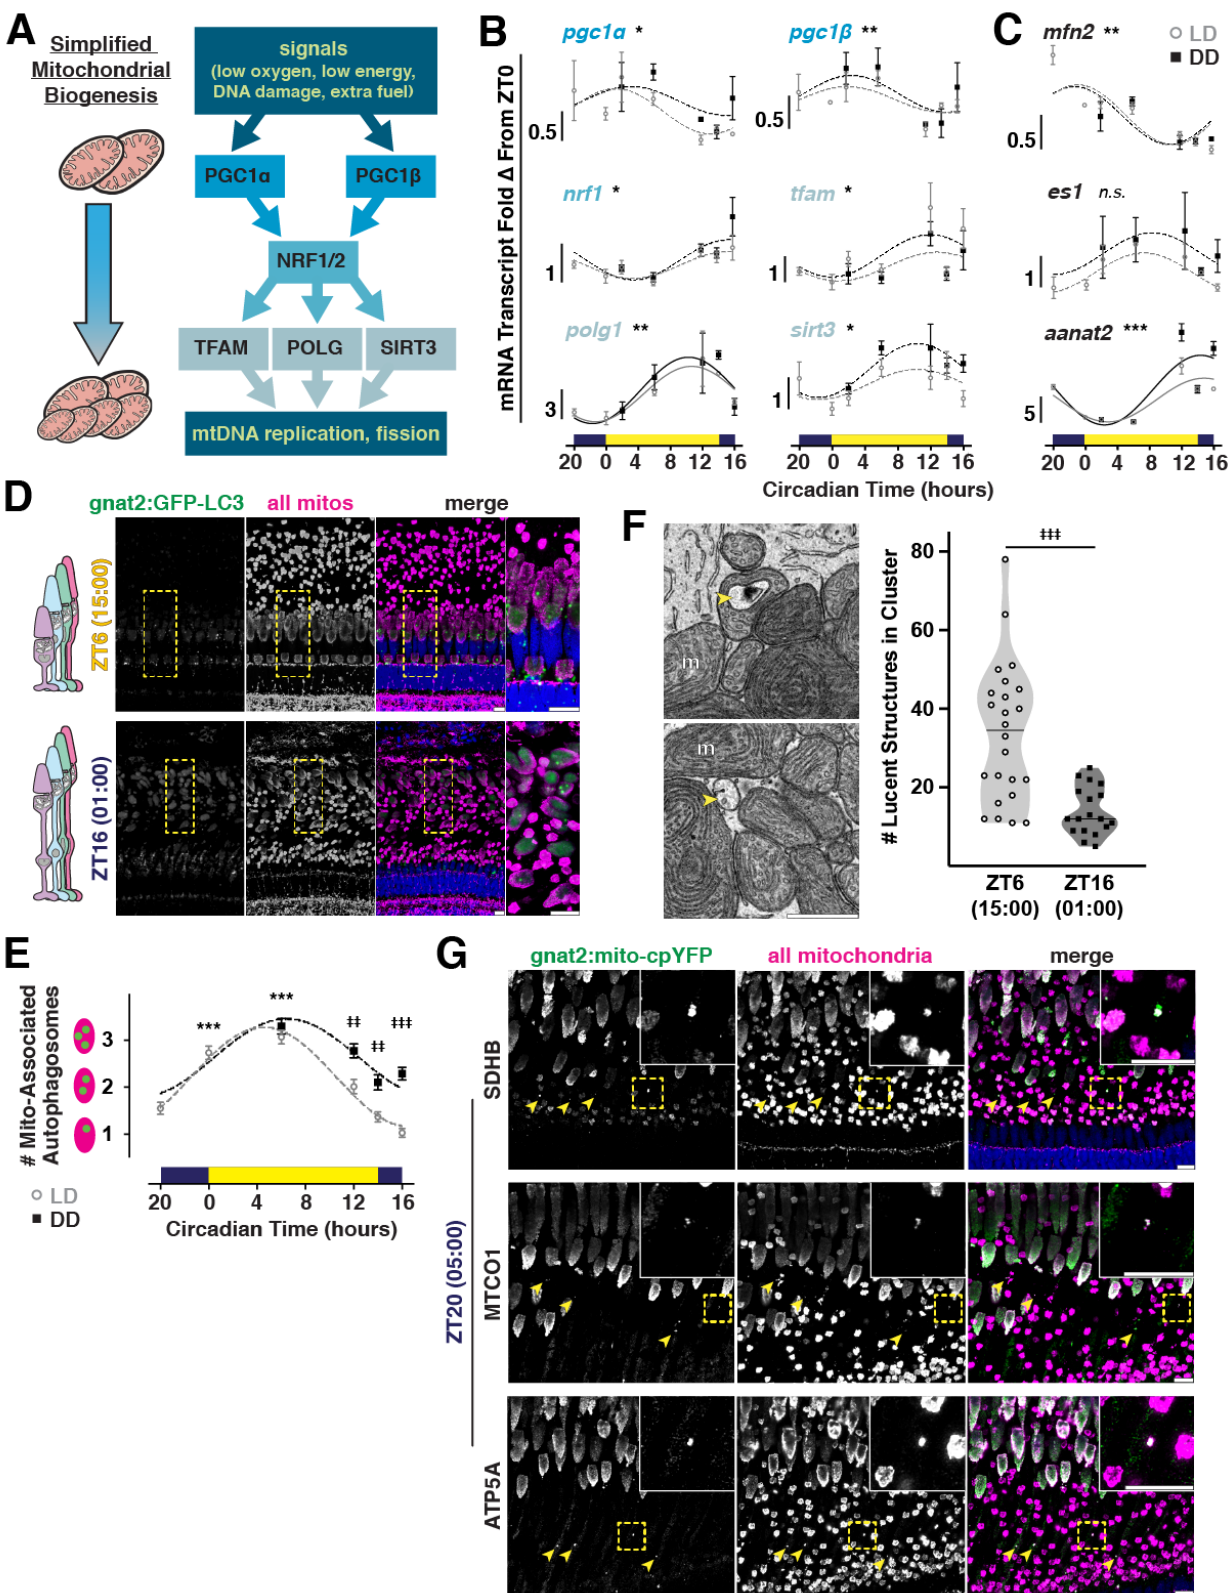 A
Simplified
Mitochondrial
Biogenesis
signals
(low oxygen, low energy,
DNA damage, extra fuel)
PGC1α
PGC1β
NRF1/2
TFAM
POLG
SIRT3
mtDNA replication, fission
B
mRNA Transcript Fold Δ From ZT0
pgc1α *
pgc1β **
0.5
0.5
nrf1 *
tfam *
1
1
polg1 **
sirt3 *
3
1
20 0 4 8 12 16
20 0 4 8 12 16
Circadian Time (hours)
C
mfn2 **
LD
DD
0.5
es1 n.s.
1
aanat2 ***
5
20 0 4 8 12 16
D
gnat2:GFP-LC3
all mitos
merge
ZT6 (15:00)
ZT16 (01:00)
F
m
m
# Lucent Structures in Cluster
80
60
40
20
‡‡‡
ZT6
(15:00)
ZT16
(01:00)
E
# Mito-Associated
Autophagosomes
3
2
1
***
***
‡‡
‡‡
‡‡‡
LD
DD
20 0 4 8 12 16
Circadian Time (hours)
G
gnat2:mito-cpYFP
all mitochondria
merge
ZT20 (05:00)
SDHB
MTCO1
ATP5A